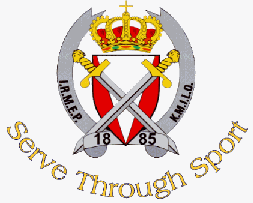 I.R.M.E.P.
K.M.I.L.O.
18 85
Serve Through Sport